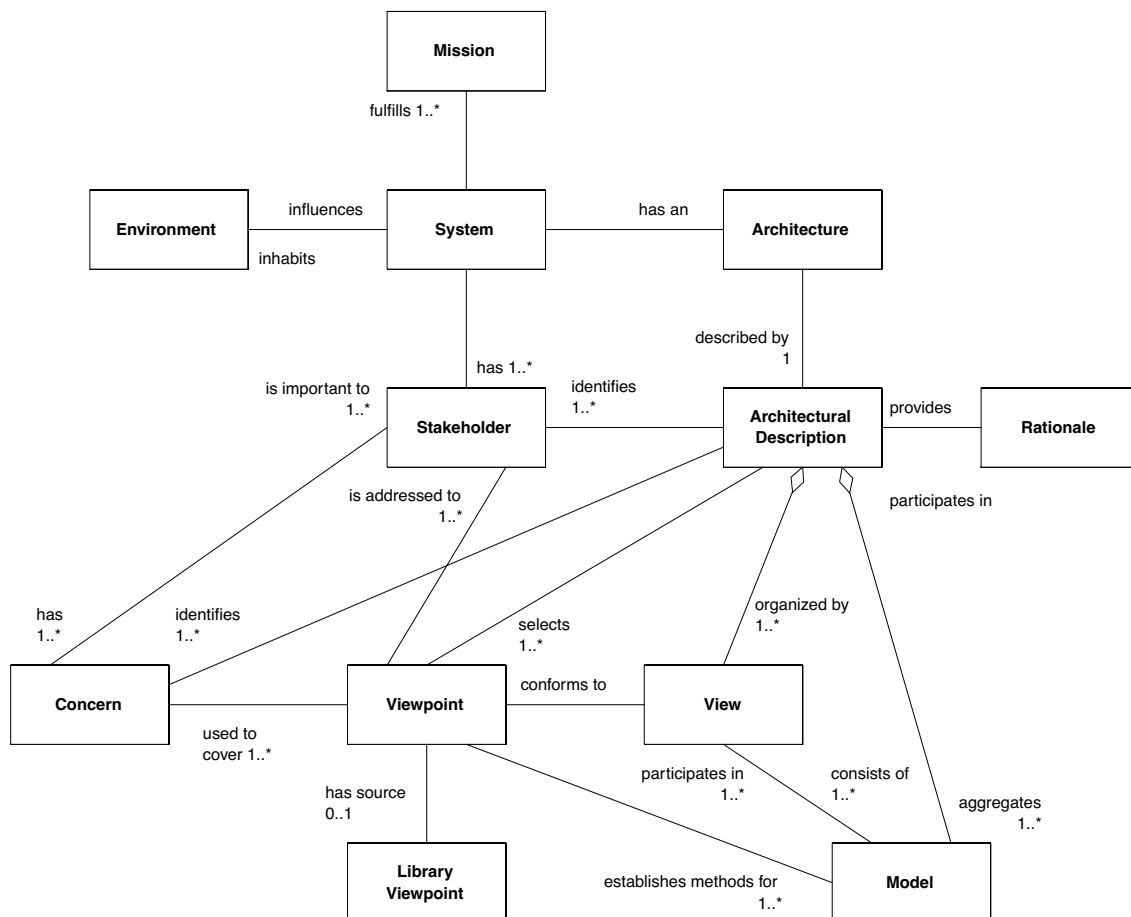 Mission
fulfills 1..*
Environment
influences
inhabits
System
has an
Architecture
described by
1
has 1..*
is important to
1..*
identifies
1..*
Stakeholder
Architectural
Description
provides
Rationale
is addressed to
1..*
participates in
has
1..*
identifies
1..*
selects
1..*
organized by
1..*
Concern
Viewpoint
conforms to
View
used to
cover 1..*
has source
0..1
participates in
1..*
consists of
1..*
aggregates
1..*
Library
Viewpoint
establishes methods for
1..*
Model